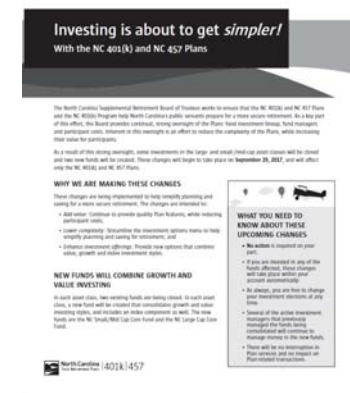 Investing is about to get simpler!
With the NC 401(k) and NC 457 Plans
The North Carolina Supplemental Retirement Board of Trustees works to ensure that the NC 401(k) and NC 457 Plans
and the NC 403(b) Program help North Carolina's public servants prepare for a more secure retirement. As a key part
of this effort, the Board provides continual, strong oversight of the Plans' fund investment lineup, fund managers
and participant costs. Inherent in this oversight is an effort to reduce the complexity of the Plans, while increasing
their value for participants.
As a result of this strong oversight, some investments in the large and small/mid-cap asset classes will be closed
and two new funds will be created. These changes will begin to take place on September 29, 2017, and will affect
only the NC 401(k) and NC 457 Plans.
WHY WE ARE MAKING THESE CHANGES
These changes are being implemented to help simplify planning and
saving for a more secure retirement. The changes are intended to:
• Add value: Continue to provide quality Plan features, while reducing
participant costs;
• Lower complexity: Streamline the investment options menu to help
simplify planning and saving for retirement; and
• Enhance investment offerings: Provide new options that combine
value, growth and index investment styles.
NEW FUNDS WILL COMBINE GROWTH AND
VALUE INVESTING
In each asset class, two existing funds are being closed. In each asset
class, a new fund will be created that consolidates growth and value
investing styles, and includes an index component as well. The new
funds are the NC Small/Mid Cap Core Fund and the NC Large Cap Core
Fund.
WHAT YOU NEED TO
KNOW ABOUT THESE
UPCOMING CHANGES
• No action is required on your
part.
• If you are invested in any of the
funds affected, these changes
will take place within your
account automatically.
• As always, you are free to change
your investment elections at any
time.
• Several of the active investment
managers that previously
managed the funds being
consolidated will continue to
manage money in the new funds.
• There will be no interruption in
Plan services and no impact on
Plan-related transactions.
North Carolina
Total Retirement Plans
401k|457